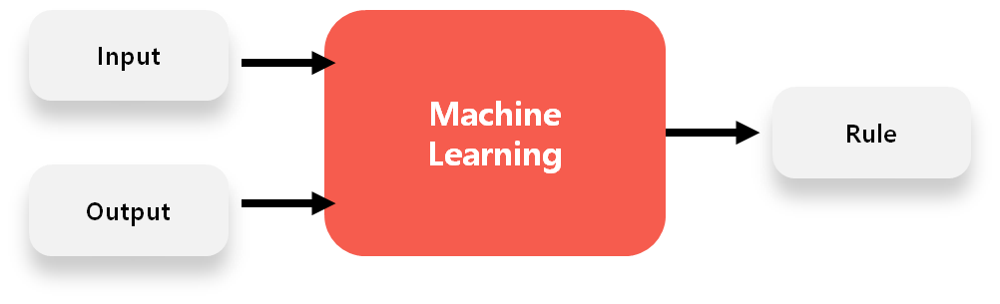 Input
Output
Machine
Learning
Rule